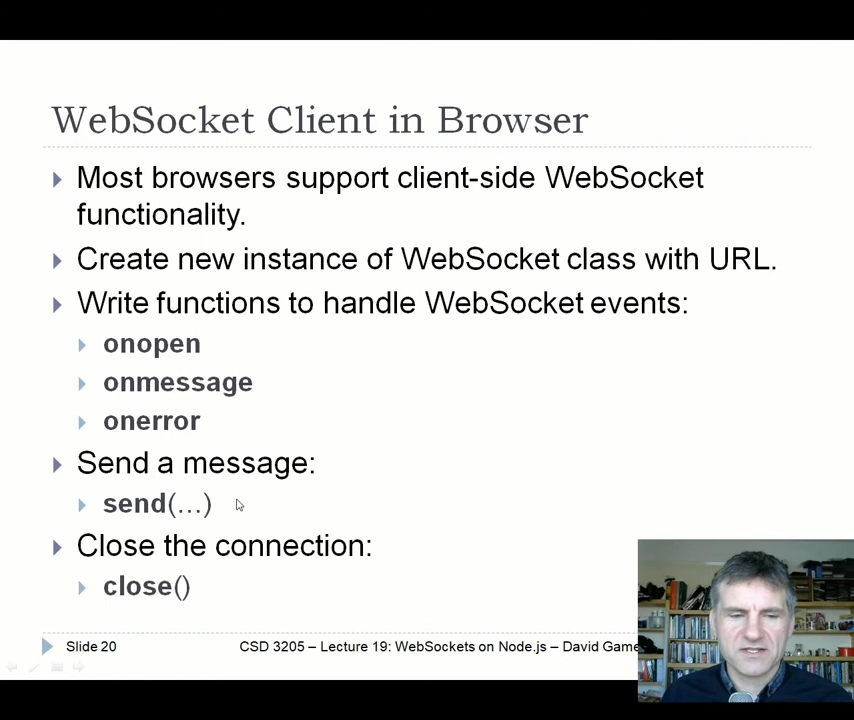 WebSocket Client in Browser
Most browsers support client-side WebSocket
functionality.
Create new instance of WebSocket class with URL.
Write functions to handle WebSocket events:
onopen
onmessage
onerror
Send a message:
send(...)
Close the connection:
close()
Slide 20
CSD 3205 – Lecture 19: WebSockets on Node.js – David Game